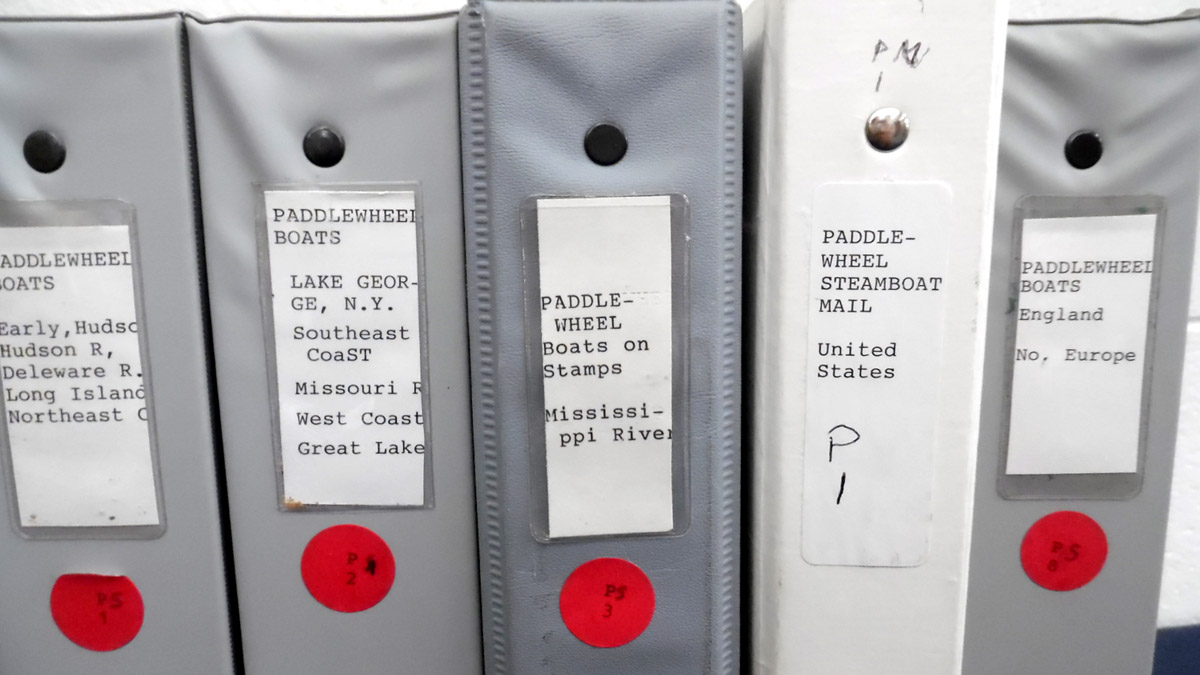 ADDLEWHEEL
OATS
Early, Hudso
Hudson R,
Deleware R.
Long Island
Northeast C
PS
1
PADDLEWHEEL
BOATS
LAKE GEOR-
GE, N.Y.
Southeast
CoaST
Missouri R
West Coast
Great Lake
P
2
PADDLE-
WHEEL
Boats on
Stamps
Mississi-
ppi River
PS
3
PM
1
PADDLE-
WHEEL
STEAMBOAT
MAIL
United
States
P
1
PADDLEWHEEL
BOATS
England
No, Europe
PS